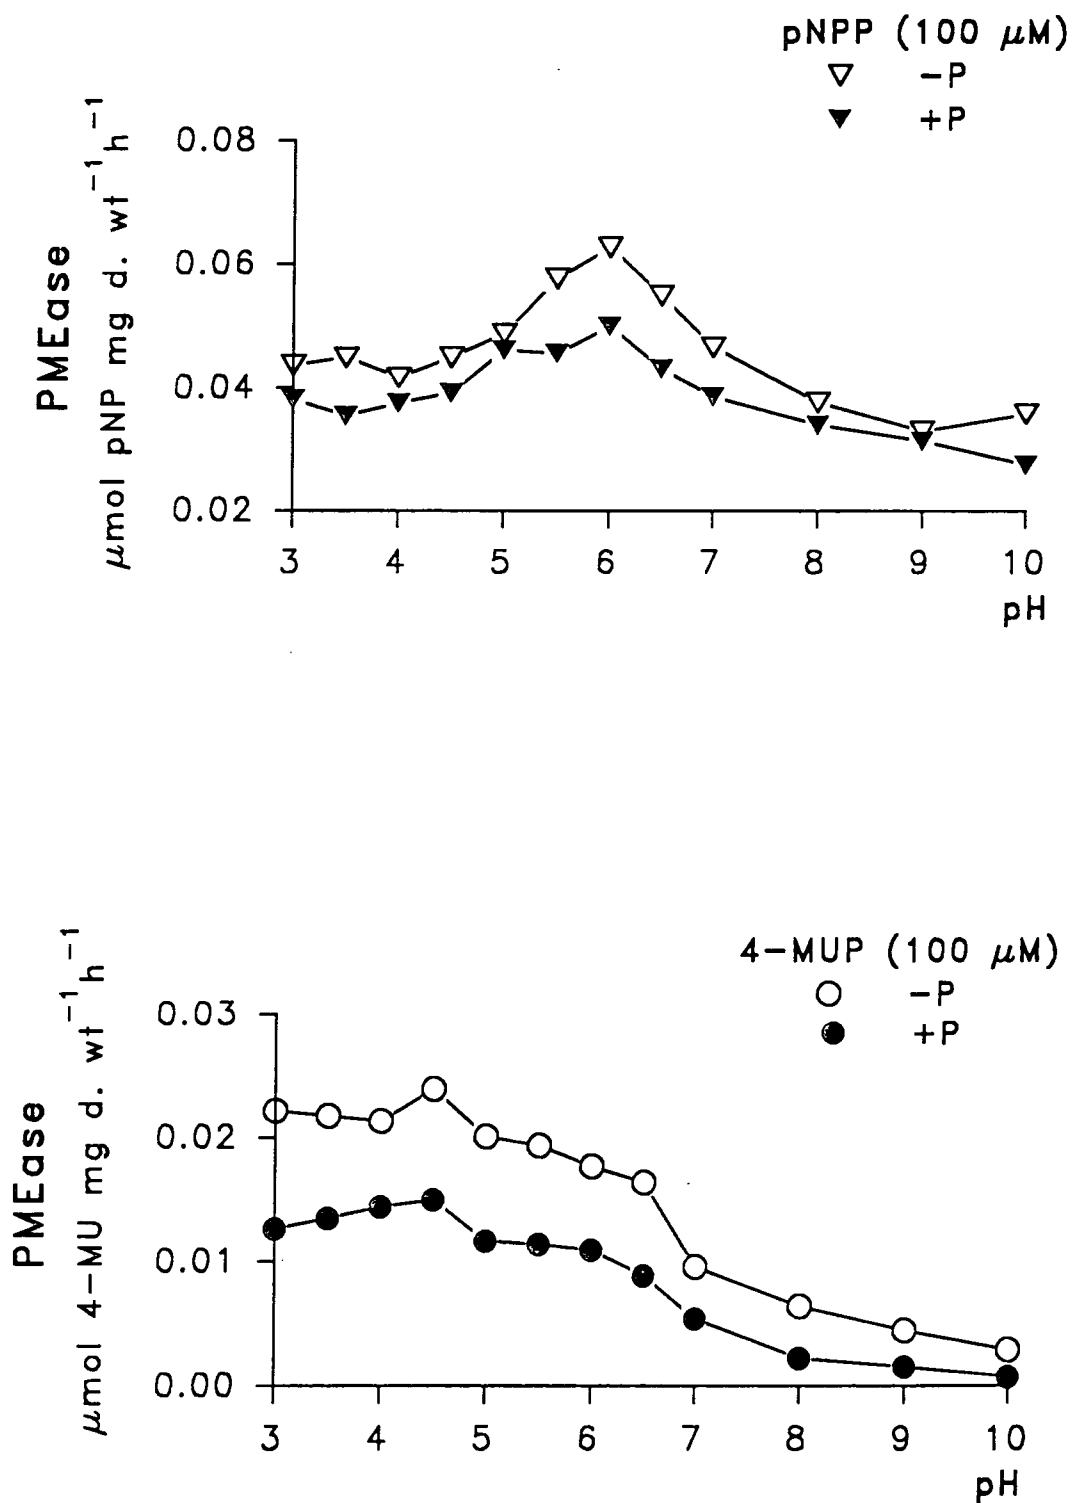 pNPP (100 μM)
−P
+P
PMEase
μmol pNP mg d. wt⁻¹h⁻¹
0.08
0.06
0.04
0.02
3 4 5 6 7 8 9 10
pH
4−MUP (100 μM)
−P
+P
PMEase
μmol 4−MU mg d. wt⁻¹h⁻¹
0.03
0.02
0.01
0.00
3 4 5 6 7 8 9 10
pH